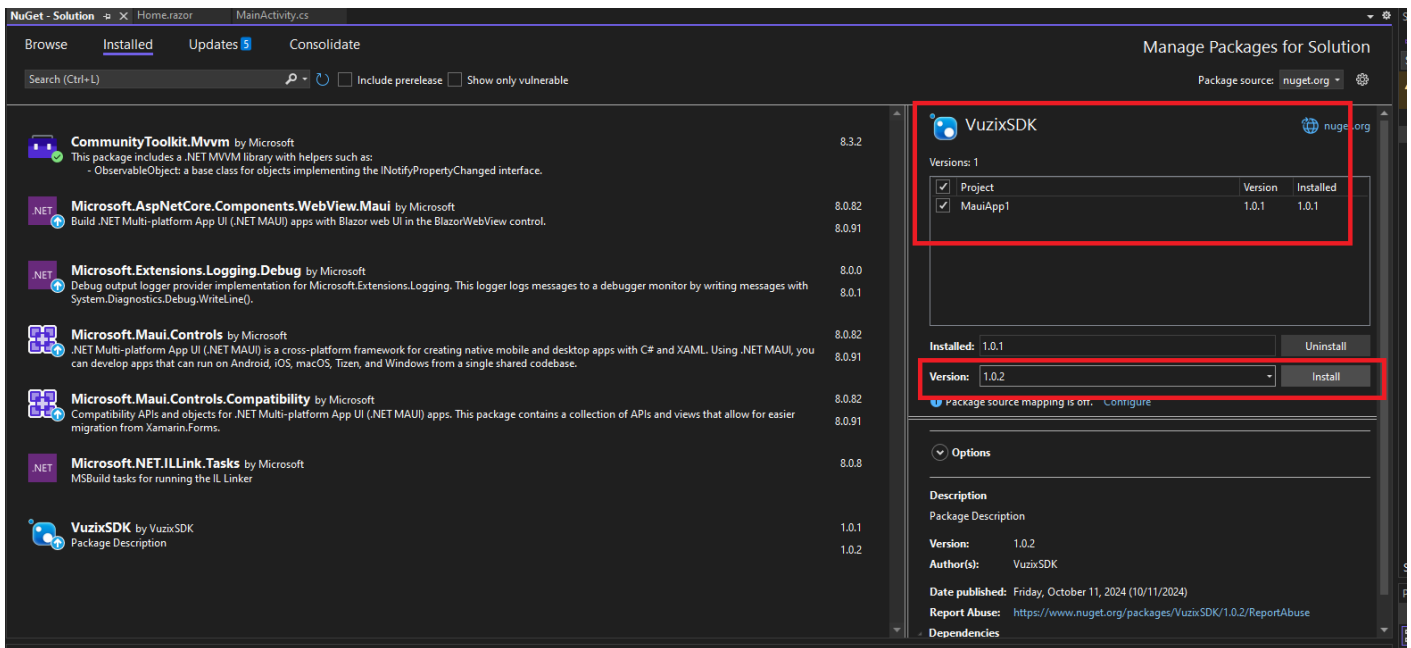 NuGet - Solution
Home.razor
MainActivity.cs
Browse
Installed
Updates 5
Consolidate
Manage Packages for Solution
Search (Ctrl+L)
Include prerelease
Show only vulnerable
Package source: nuget.org
CommunityToolkit.Mvvm by Microsoft
8.3.2
This package includes a .NET MVVM library with helpers such as:
- ObservableObject: a base class for objects implementing the INotifyPropertyChanged interface.
.NET
Microsoft.AspNetCore.Components.WebView.Maui by Microsoft
8.0.82
Build .NET Multi-platform App UI (.NET MAUI) apps with Blazor web UI in the BlazorWebView control.
8.0.91
.NET
Microsoft.Extensions.Logging.Debug by Microsoft
8.0.0
Debug output logger provider implementation for Microsoft.Extensions.Logging. This logger logs messages to a debugger monitor by writing messages with
System.Diagnostics.Debug.WriteLine().
8.0.1
Microsoft.Maui.Controls by Microsoft
8.0.82
.NET Multi-platform App UI (.NET MAUI) is a cross-platform framework for creating native mobile and desktop apps with C# and XAML. Using .NET MAUI, you
can develop apps that can run on Android, iOS, macOS, Tizen, and Windows from a single shared codebase.
8.0.91
Microsoft.Maui.Controls.Compatibility by Microsoft
8.0.82
Compatibility APIs and objects for .NET Multi-platform App UI (.NET MAUI) apps. This package contains a collection of APIs and views that allow for easier
migration from Xamarin.Forms.
8.0.91
.NET
Microsoft.NET.ILLink.Tasks by Microsoft
8.0.8
MSBuild tasks for running the IL Linker
VuzixSDK by VuzixSDK
1.0.1
Package Description
1.0.2
VuzixSDK
nuget.org
Versions: 1
Project
Version
Installed
MauiApp1
1.0.1
1.0.1
Installed: 1.0.1
Uninstall
Version: 1.0.2
Install
Package source mapping is off. Configure
Options
Description
Package Description
Version: 1.0.2
Author(s): VuzixSDK
Date published: Friday, October 11, 2024 (10/11/2024)
Report Abuse: https://www.nuget.org/packages/VuzixSDK/1.0.2/ReportAbuse
Dependencies